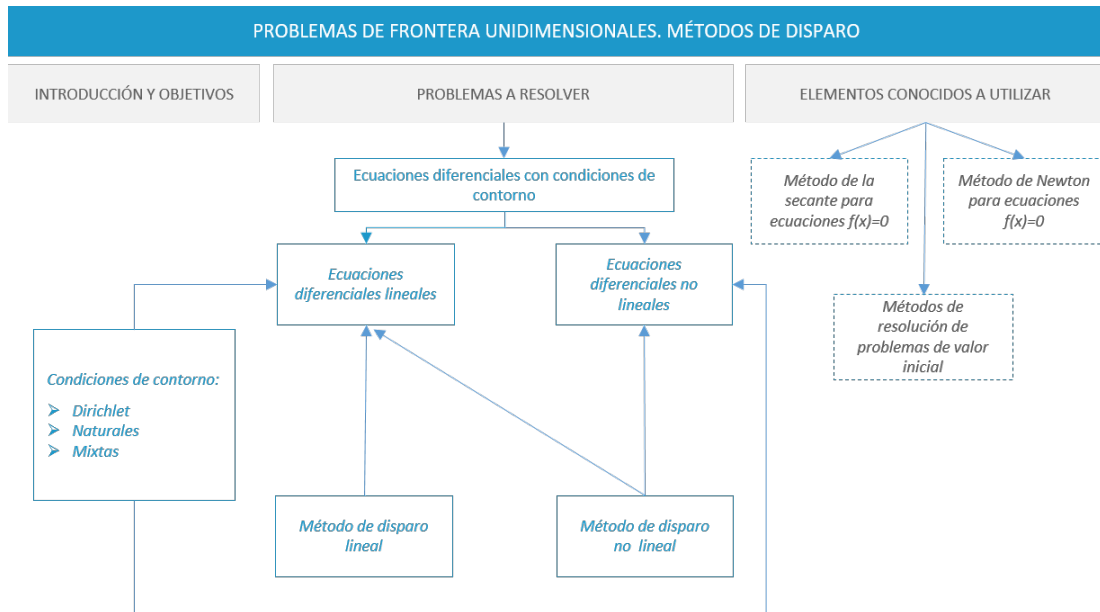 PROBLEMAS DE FRONTERA UNIDIMENSIONALES. MÉTODOS DE DISPARO
INTRODUCCIÓN Y OBJETIVOS
PROBLEMAS A RESOLVER
ELEMENTOS CONOCIDOS A UTILIZAR
Ecuaciones diferenciales con condiciones de
contorno
Método de la
secante para
ecuaciones f(x)=0
Método de Newton
para ecuaciones
f(x)=0
Ecuaciones
diferenciales lineales
Ecuaciones
diferenciales no
lineales
Métodos de
resolución de
problemas de valor
inicial
Condiciones de contorno:
➢ Dirichlet
➢ Naturales
➢ Mixtas
Método de disparo
lineal
Método de disparo
no lineal